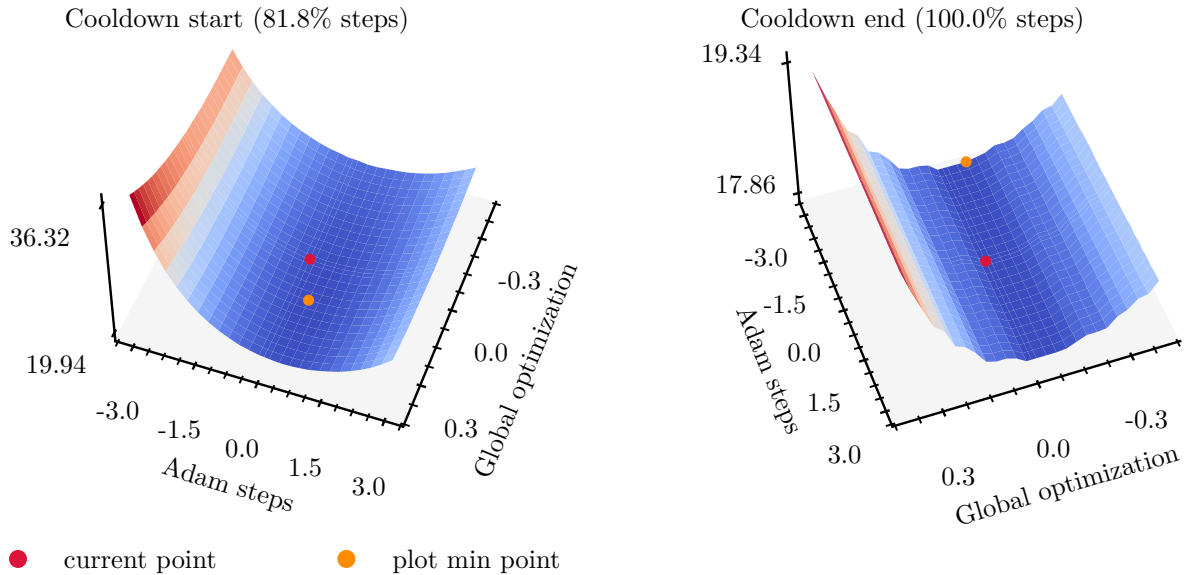 Cooldown start (81.8% steps)
36.32
19.94
-3.0
-1.5
0.0
1.5
3.0
Adam steps
-0.3
0.0
0.3
Global optimization
Cooldown end (100.0% steps)
19.34
17.86
-3.0
-1.5
0.0
1.5
3.0
Adam steps
0.3
0.0
-0.3
Global optimization
current point
plot min point